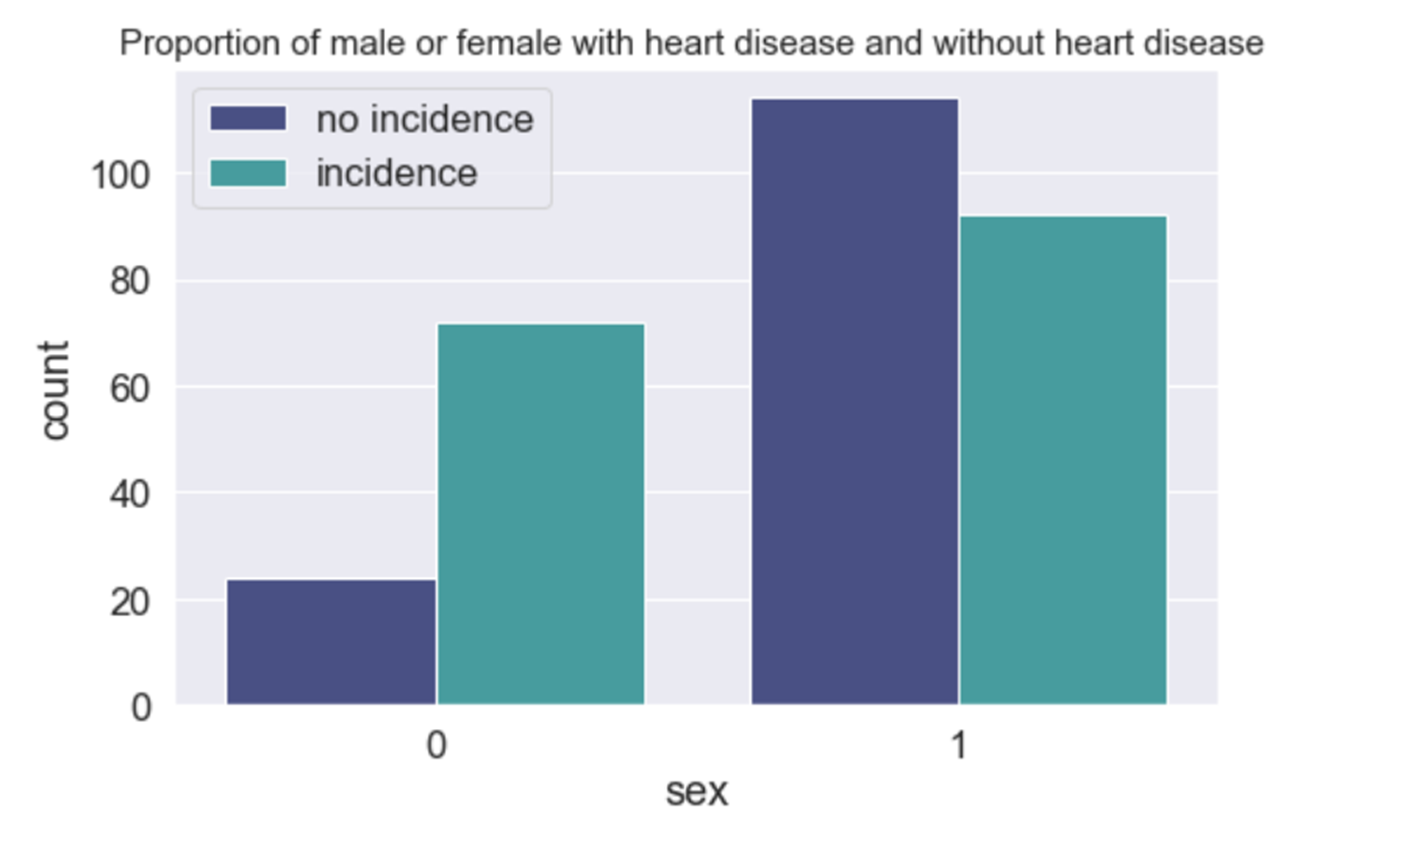 Proportion of male or female with heart disease and without heart disease
no incidence
incidence
100
80
60
40
20
0
count
0 1
sex